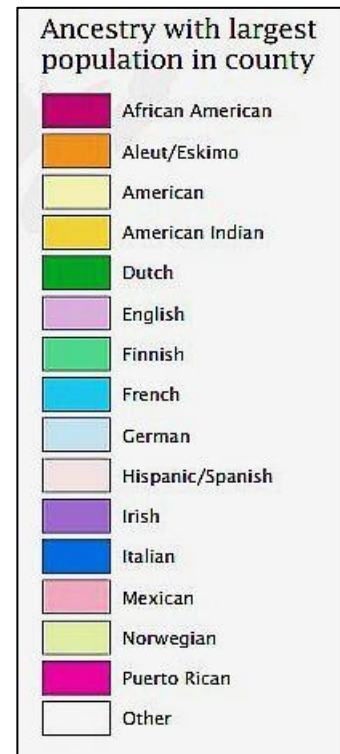 Ancestry with largest
population in county
African American
Aleut/Eskimo
American
American Indian
Dutch
English
Finnish
French
German
Hispanic/Spanish
Irish
Italian
Mexican
Norwegian
Puerto Rican
Other